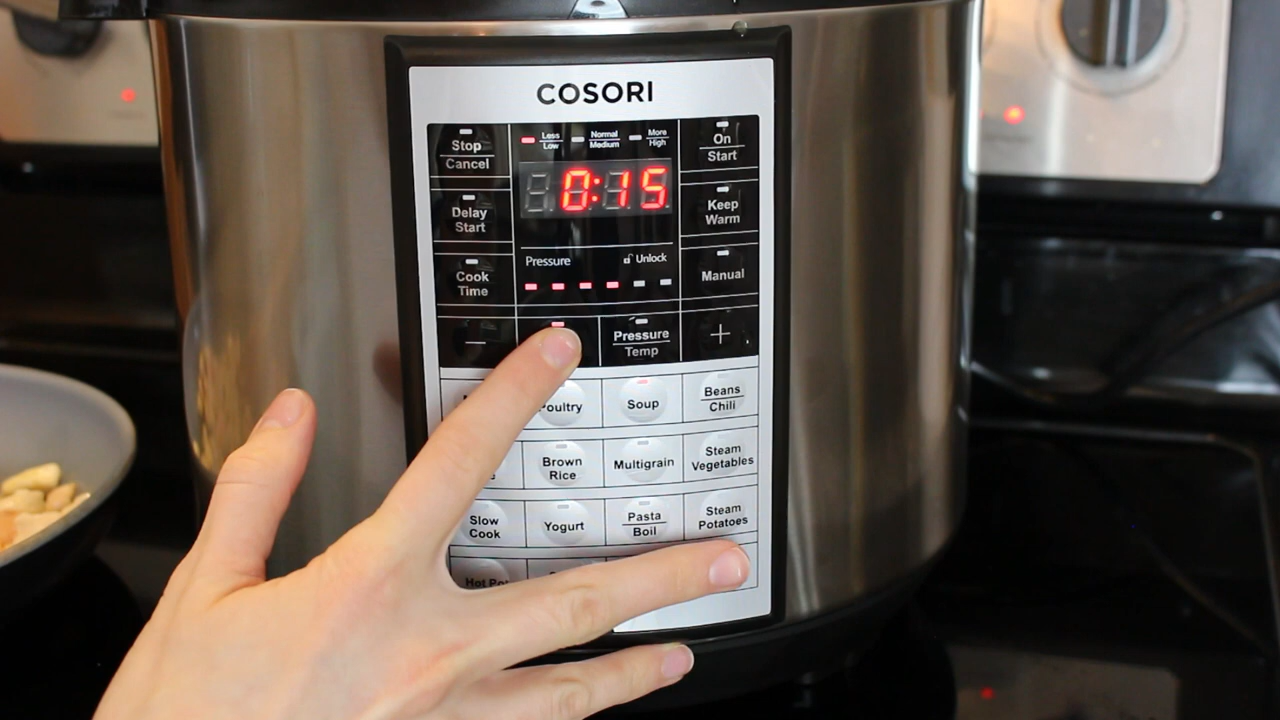 COSORI
Stop
Cancel
Less
Low
Normal
Medium
More
High
On
Start
0:15
Delay
Start
Keep
Warm
Pressure
Unlock
Cook
Time
Manual
—
Pressure
Temp
+
Poultry
Soup
Beans
Chili
Brown
Rice
Multigrain
Steam
Vegetables
Slow
Cook
Yogurt
Pasta
Boil
Steam
Potatoes
Hot Pot